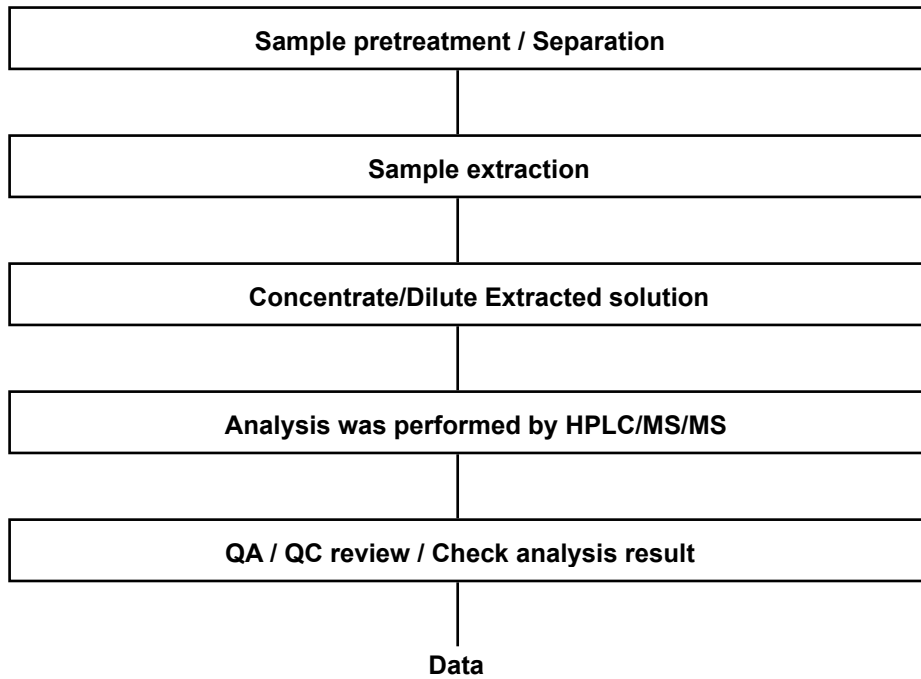 Sample pretreatment / Separation
Sample extraction
Concentrate/Dilute Extracted solution
Analysis was performed by HPLC/MS/MS
QA / QC review / Check analysis result
Data